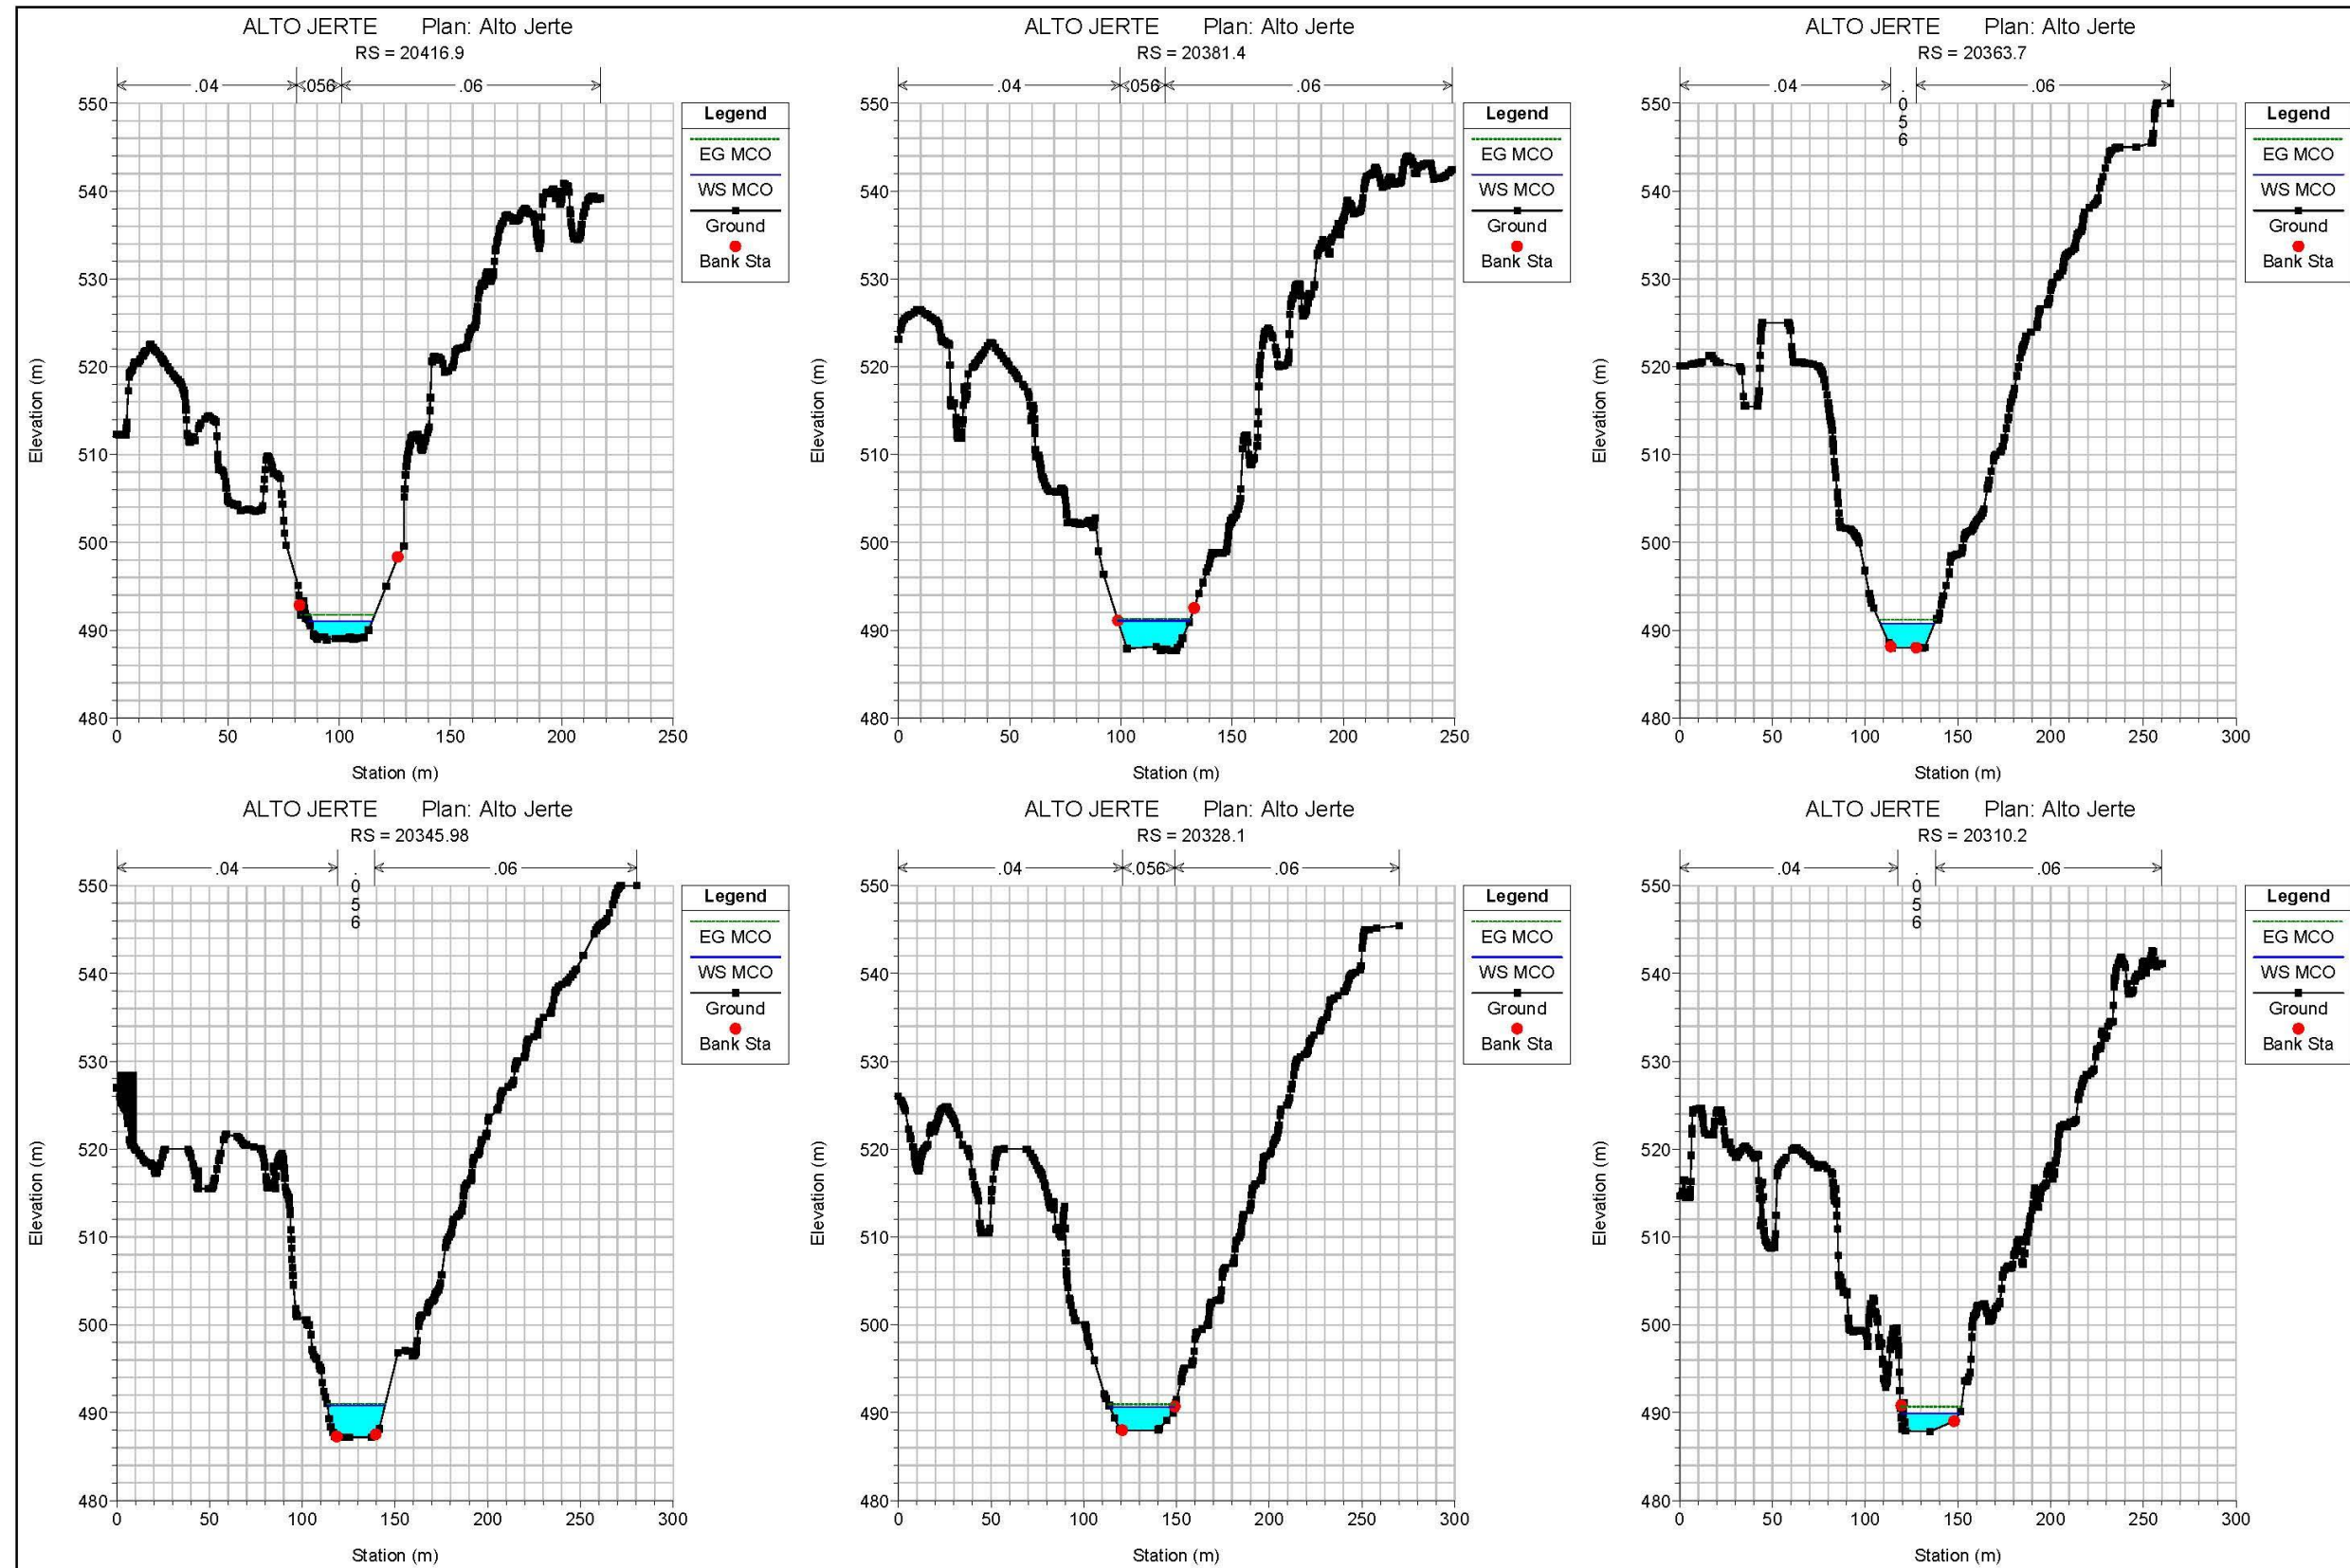 ALTO JERTE Plan: Alto Jerte
RS = 20416.9
.04 .056 .06
550
540
530
520
510
500
490
480
0 50 100 150 200 250
Elevation (m)
Station (m)
Legend
EG MCO
WS MCO
Ground
Bank Sta
ALTO JERTE Plan: Alto Jerte
RS = 20381.4
.04 .056 .06
550
540
530
520
510
500
490
480
0 50 100 150 200 250
Elevation (m)
Station (m)
Legend
EG MCO
WS MCO
Ground
Bank Sta
ALTO JERTE Plan: Alto Jerte
RS = 20363.7
.04 .056 .06
550
540
530
520
510
500
490
480
0 50 100 150 200 250 300
Elevation (m)
Station (m)
Legend
EG MCO
WS MCO
Ground
Bank Sta
ALTO JERTE Plan: Alto Jerte
RS = 20345.98
.04 .056 .06
550
540
530
520
510
500
490
480
0 50 100 150 200 250 300
Elevation (m)
Station (m)
Legend
EG MCO
WS MCO
Ground
Bank Sta
ALTO JERTE Plan: Alto Jerte
RS = 20328.1
.04 .056 .06
550
540
530
520
510
500
490
480
0 50 100 150 200 250 300
Elevation (m)
Station (m)
Legend
EG MCO
WS MCO
Ground
Bank Sta
ALTO JERTE Plan: Alto Jerte
RS = 20310.2
.04 .056 .06
550
540
530
520
510
500
490
480
0 50 100 150 200 250 300
Elevation (m)
Station (m)
Legend
EG MCO
WS MCO
Ground
Bank Sta